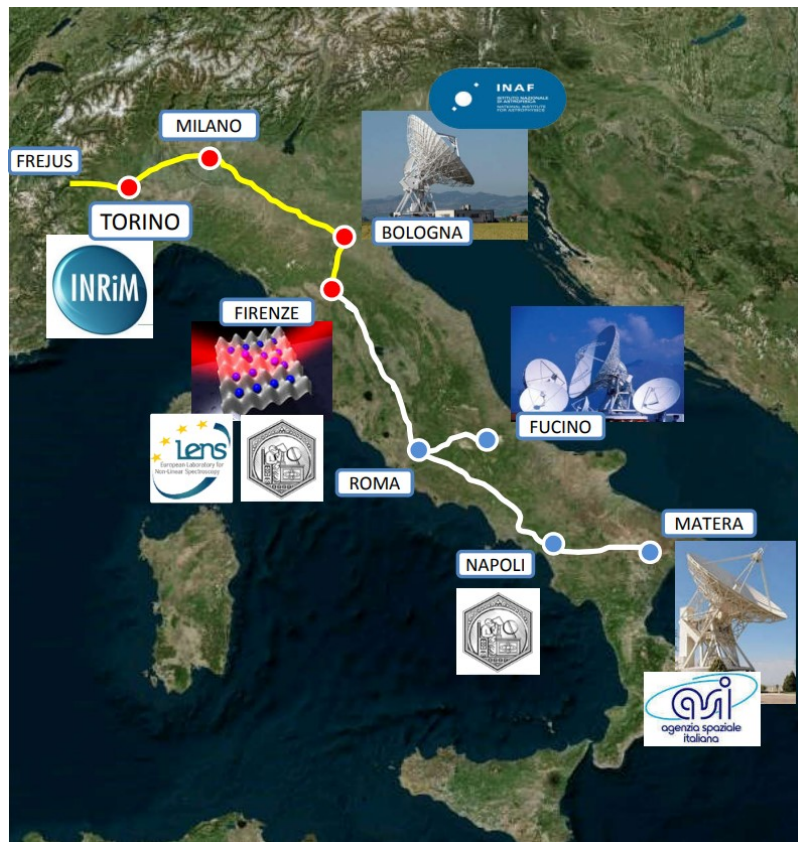 INAF
ISTITUTO NAZIONALE
DI ASTROFISICA
NATIONAL INSTITUTE
FOR ASTROPHYSICS
MILANO
FREJUS
TORINO
BOLOGNA
INRiM
FIRENZE
FUCINO
Lens
European Laboratory for
Non-Linear Spectroscopy
ROMA
MATERA
NAPOLI
asi
agenzia spaziale
italiana